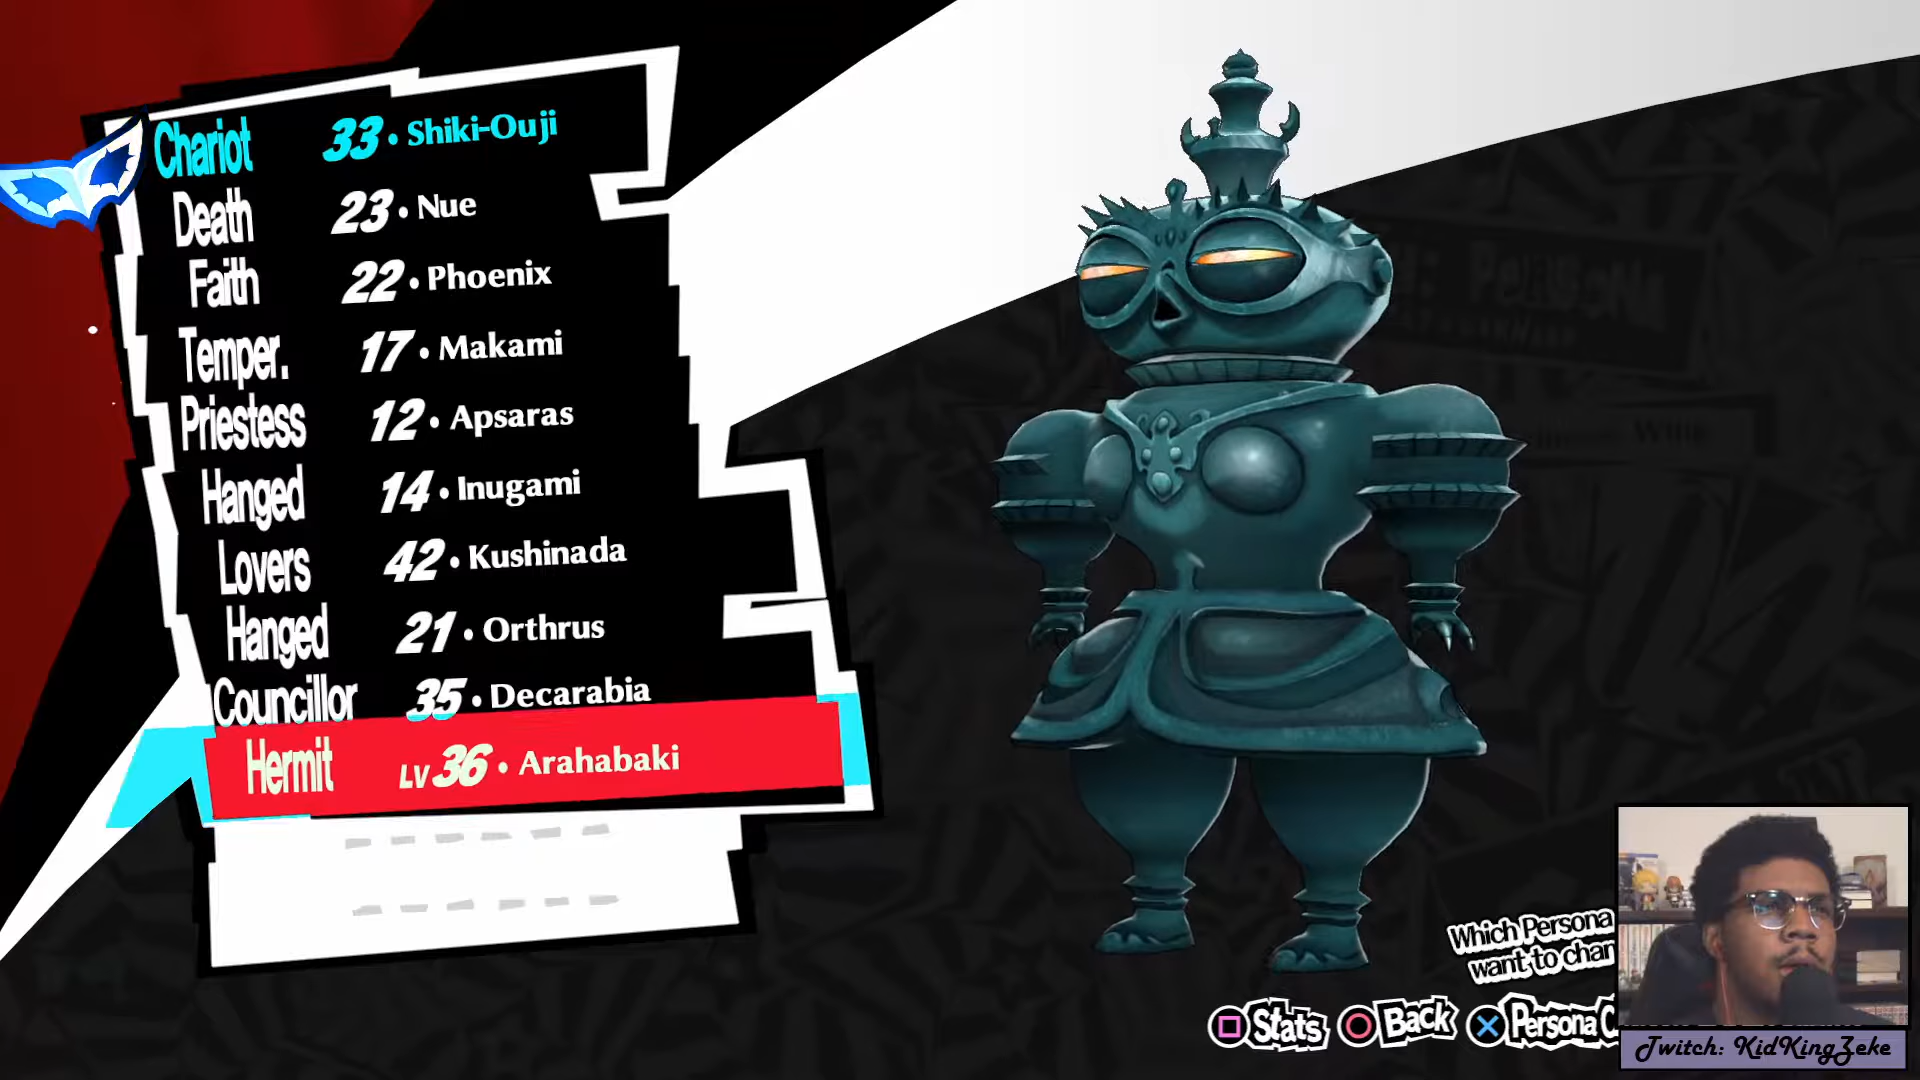 Chariot 33 • Shiki-Ouji
Death 23 • Nue
Faith 22 • Phoenix
Temper. 17 • Makami
Priestess 12 • Apsaras
Hanged 14 • Inugami
Lovers 42 • Kushinada
Hanged 21 • Orthrus
Councillor 35 • Decarabia
Hermit LV 36 • Arahabaki
Which Persona
want to chan
Stats Back Persona C
Twitch: KidKingZeke